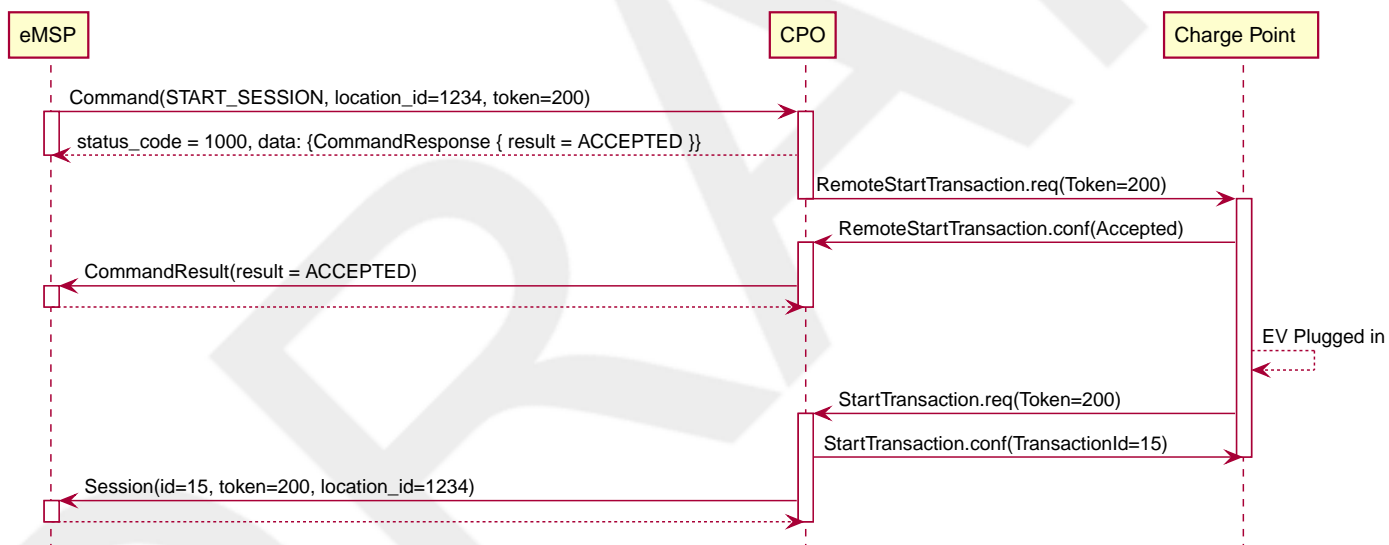 eMSP
CPO
Charge Point
Command(START_SESSION, location_id=1234, token=200)
status_code = 1000, data: {CommandResponse { result = ACCEPTED }}
RemoteStartTransaction.req(Token=200)
RemoteStartTransaction.conf(Accepted)
CommandResult(result = ACCEPTED)
EV Plugged in
StartTransaction.req(Token=200)
StartTransaction.conf(TransactionId=15)
Session(id=15, token=200, location_id=1234)